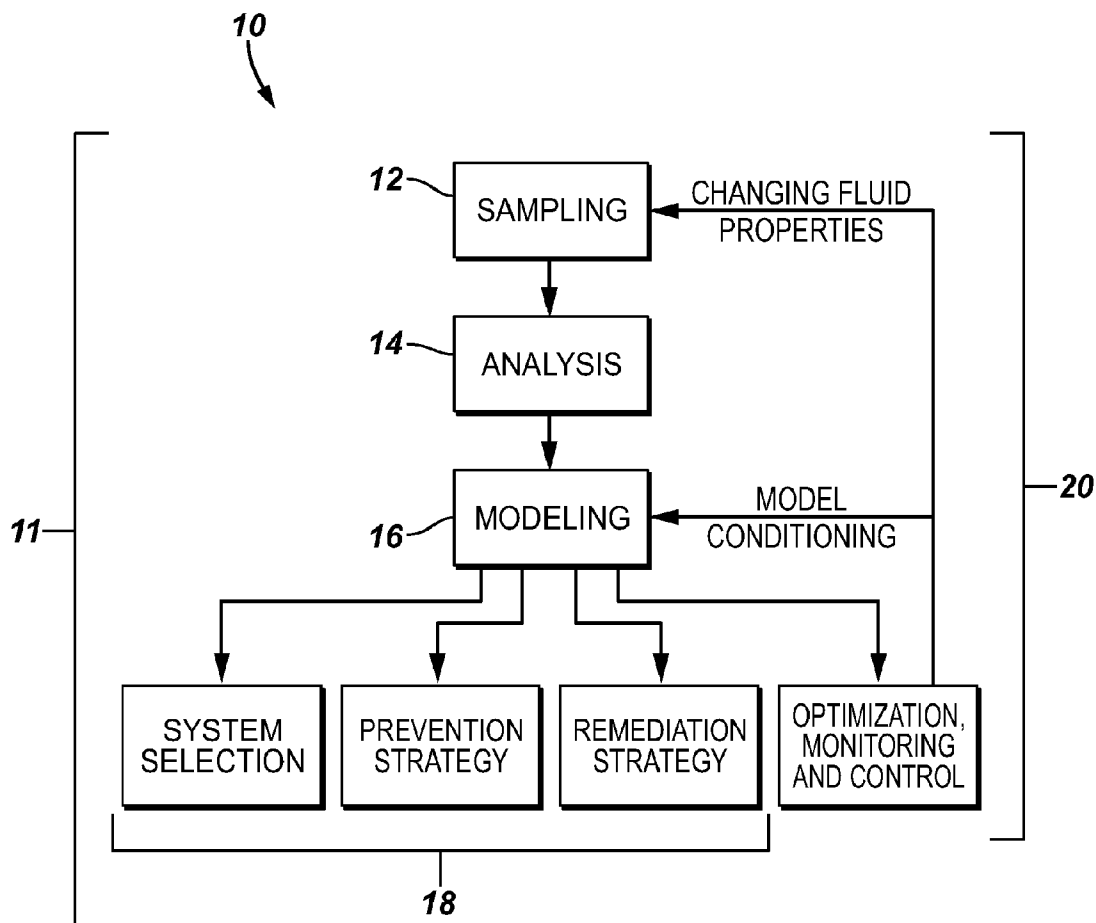 10
12
SAMPLING
CHANGING FLUID
PROPERTIES
14
ANALYSIS
11
16
MODELING
MODEL
CONDITIONING
20
SYSTEM
SELECTION
PREVENTION
STRATEGY
REMEDIATION
STRATEGY
OPTIMIZATION,
MONITORING
AND CONTROL
18